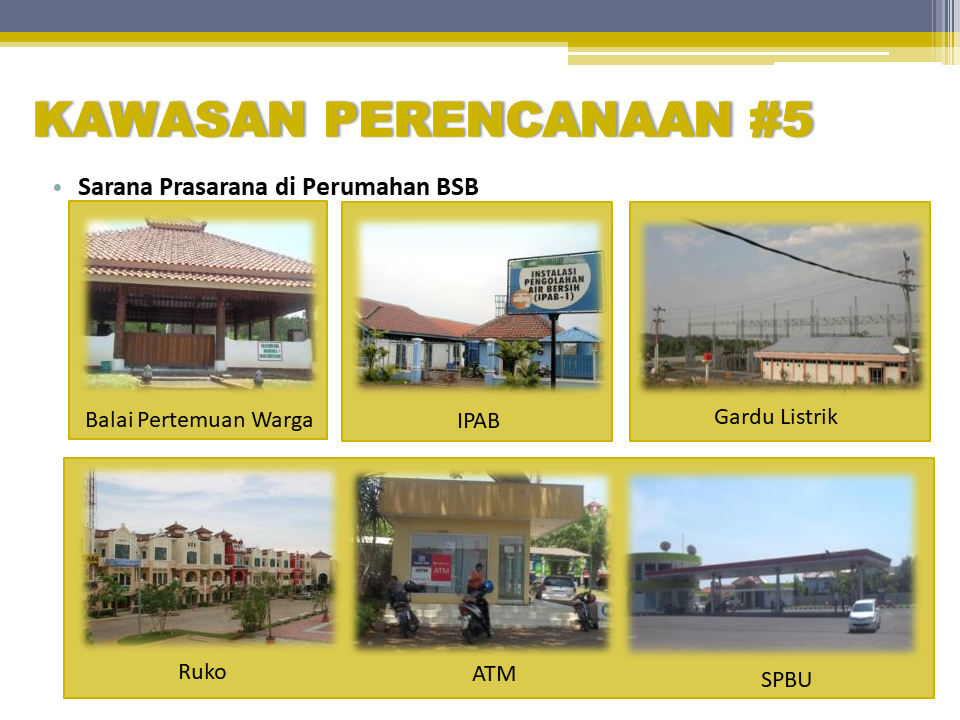 KAWASAN PERENCANAAN #5
• Sarana Prasarana di Perumahan BSB
INSTALASI
PENGOLAHAN
AIR BERSIH
(IPAB-1)
Balai Pertemuan Warga
IPAB
Gardu Listrik
ATM
ATM
Ruko
ATM
SPBU